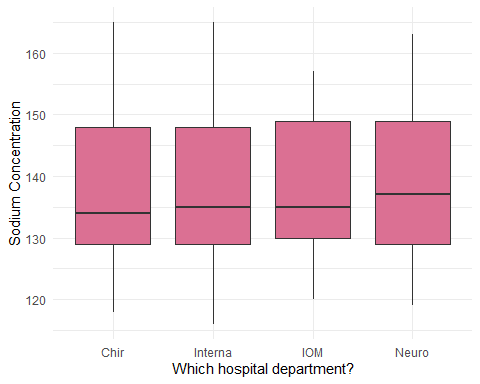 Sodium Concentration
160
150
140
130
120
Chir Interna IOM Neuro
Which hospital department?